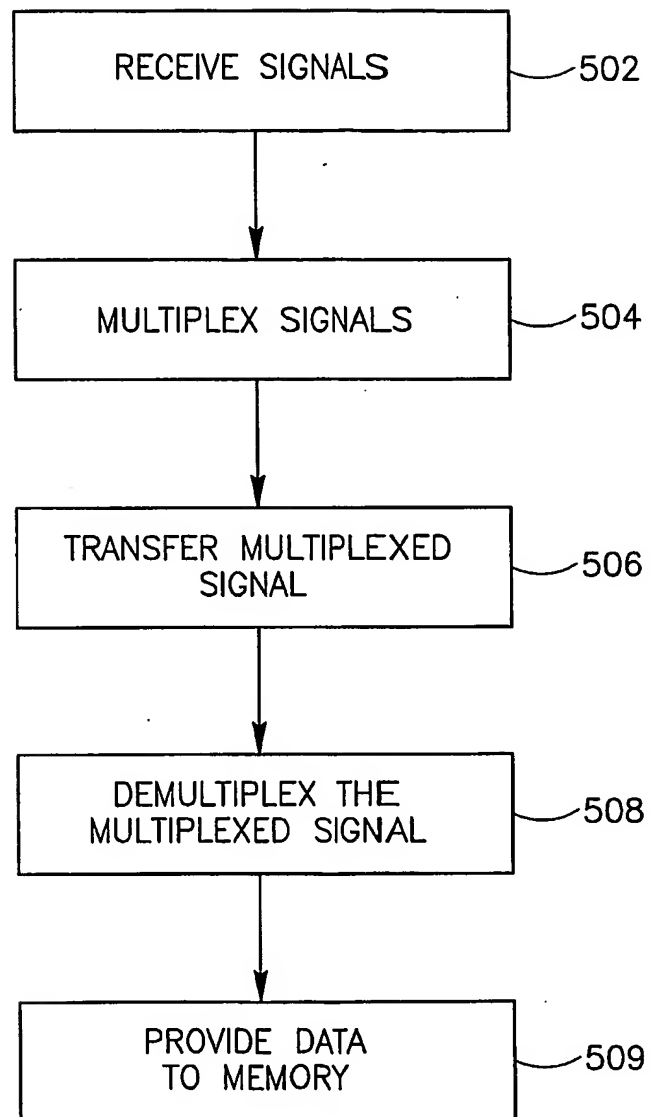 RECEIVE SIGNALS
502
MULTIPLEX SIGNALS
504
TRANSFER MULTIPLEXED
SIGNAL
506
DEMULTIPLEX THE
MULTIPLEXED SIGNAL
508
PROVIDE DATA
TO MEMORY
509